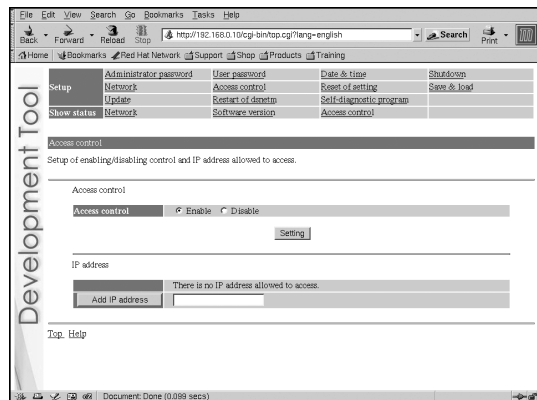 File Edit View Search Go Bookmarks Tasks Help
Back Forward Reload Stop http://192.168.0.10/cgi-bin/top.cgi?lang=english Search Print
Home Bookmarks Red Hat Network Support Shop Products Training
Development Tool
Setup
Administrator password User password Date & time Shutdown
Network Access control Reset of setting Save & load
Update Restart of dsnetm Self-diagnostic program
Show status Network Software version Access control
Access control
Setup of enabling/disabling control and IP address allowed to access.
Access control
Access control Enable Disable
Setting
IP address
There is no IP address allowed to access.
Add IP address
Top Help
Document: Done (0.099 secs)